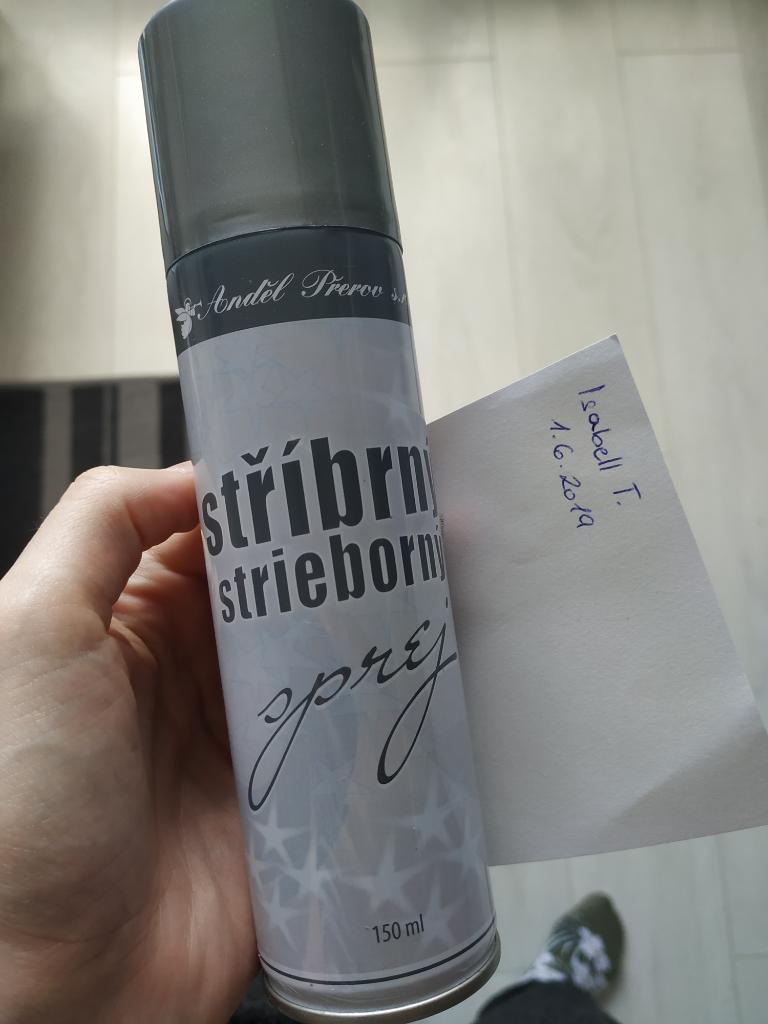 Anděl Přerov s.r
stříbrný
strieborný
sprej
150 ml
Isabell T.
1.6.2019